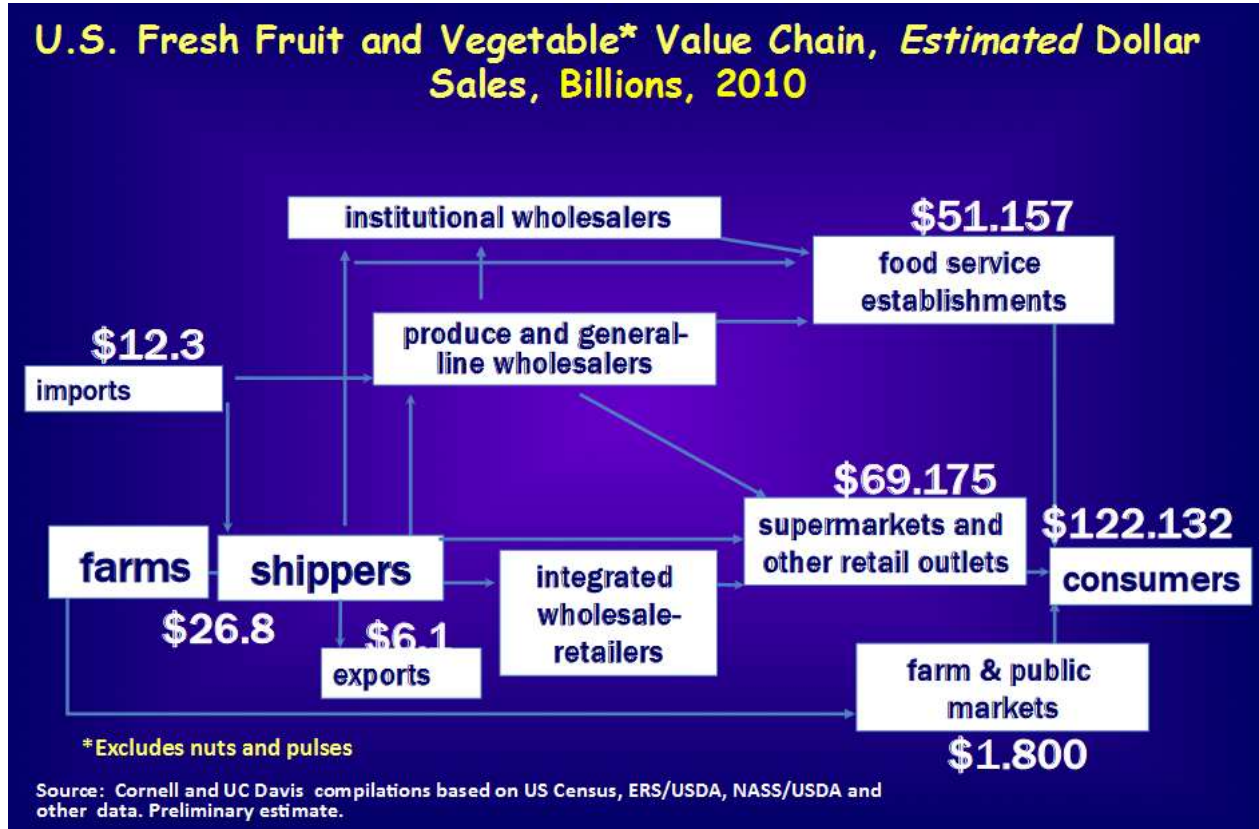 U.S. Fresh Fruit and Vegetable* Value Chain, Estimated Dollar
Sales, Billions, 2010
institutional wholesalers
$51.157
food service
establishments
produce and general-
line wholesalers
$12.3
imports
$69.175
supermarkets and
other retail outlets
$122.132
consumers
farms
shippers
integrated
wholesale-
retailers
$26.8
$6.1
exports
farm & public
markets
$1.800
*Excludes nuts and pulses
Source: Cornell and UC Davis compilations based on US Census, ERS/USDA, NASS/USDA and
other data. Preliminary estimate.